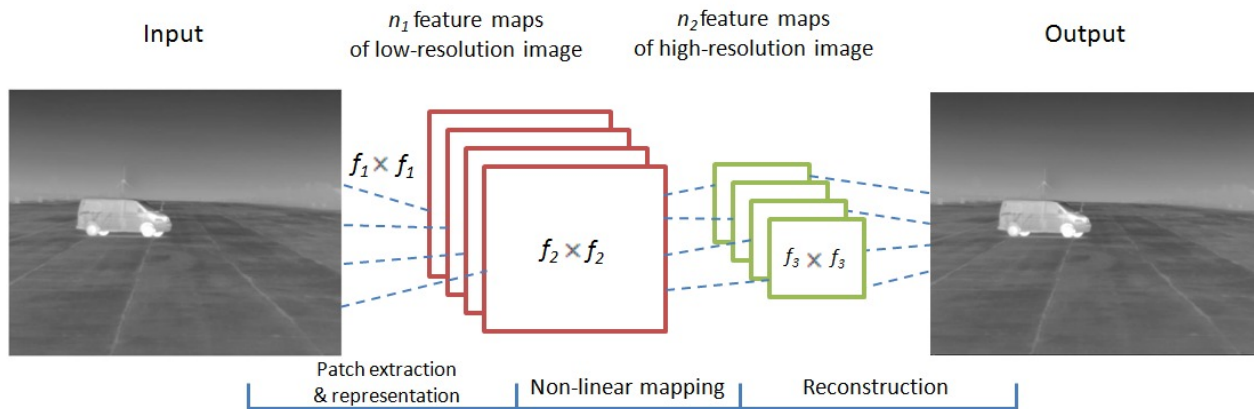 Input
n₁ feature maps
of low-resolution image
n₂ feature maps
of high-resolution image
Output
f₁ × f₁
f₂ × f₂
f₃ × f₃
Patch extraction
& representation
Non-linear mapping
Reconstruction